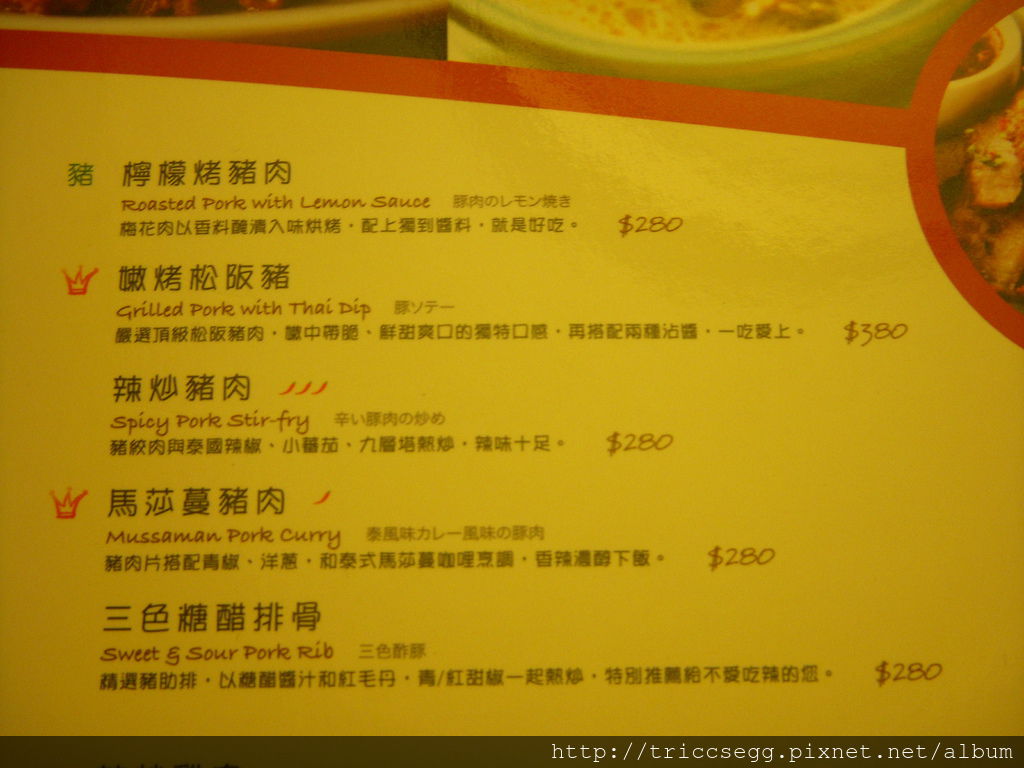 豬 檸檬烤豬肉
Roasted Pork with Lemon Sauce 豚肉のレモン焼き
梅花肉以香料醃漬入味烘烤，配上獨到醬料，就是好吃。 $280
嫩烤松阪豬
Grilled Pork with Thai Dip 豚ソテー
嚴選頂級松阪豬肉，嫩中帶脆、鮮甜爽口的獨特口感，再搭配兩種沾醬，一吃愛上。 $380
辣炒豬肉
Spicy Pork Stir-fry 辛い豚肉の炒め
豬絞肉與泰國辣椒、小蕃茄、九層塔熱炒，辣味十足。 $280
馬莎蔓豬肉
Mussaman Pork Curry 泰風味カレー風味の豚肉
豬肉片搭配青椒、洋蔥，和泰式馬莎蔓咖哩烹調，香辣濃醇下飯。 $280
三色糖醋排骨
Sweet & Sour Pork Rib 三色酢豚
精選豬肋排，以糖醋醬汁和紅毛丹，青/紅甜椒一起熱炒，特別推薦給不愛吃辣的您。 $280
http://triccsegg.pixnet.net/album